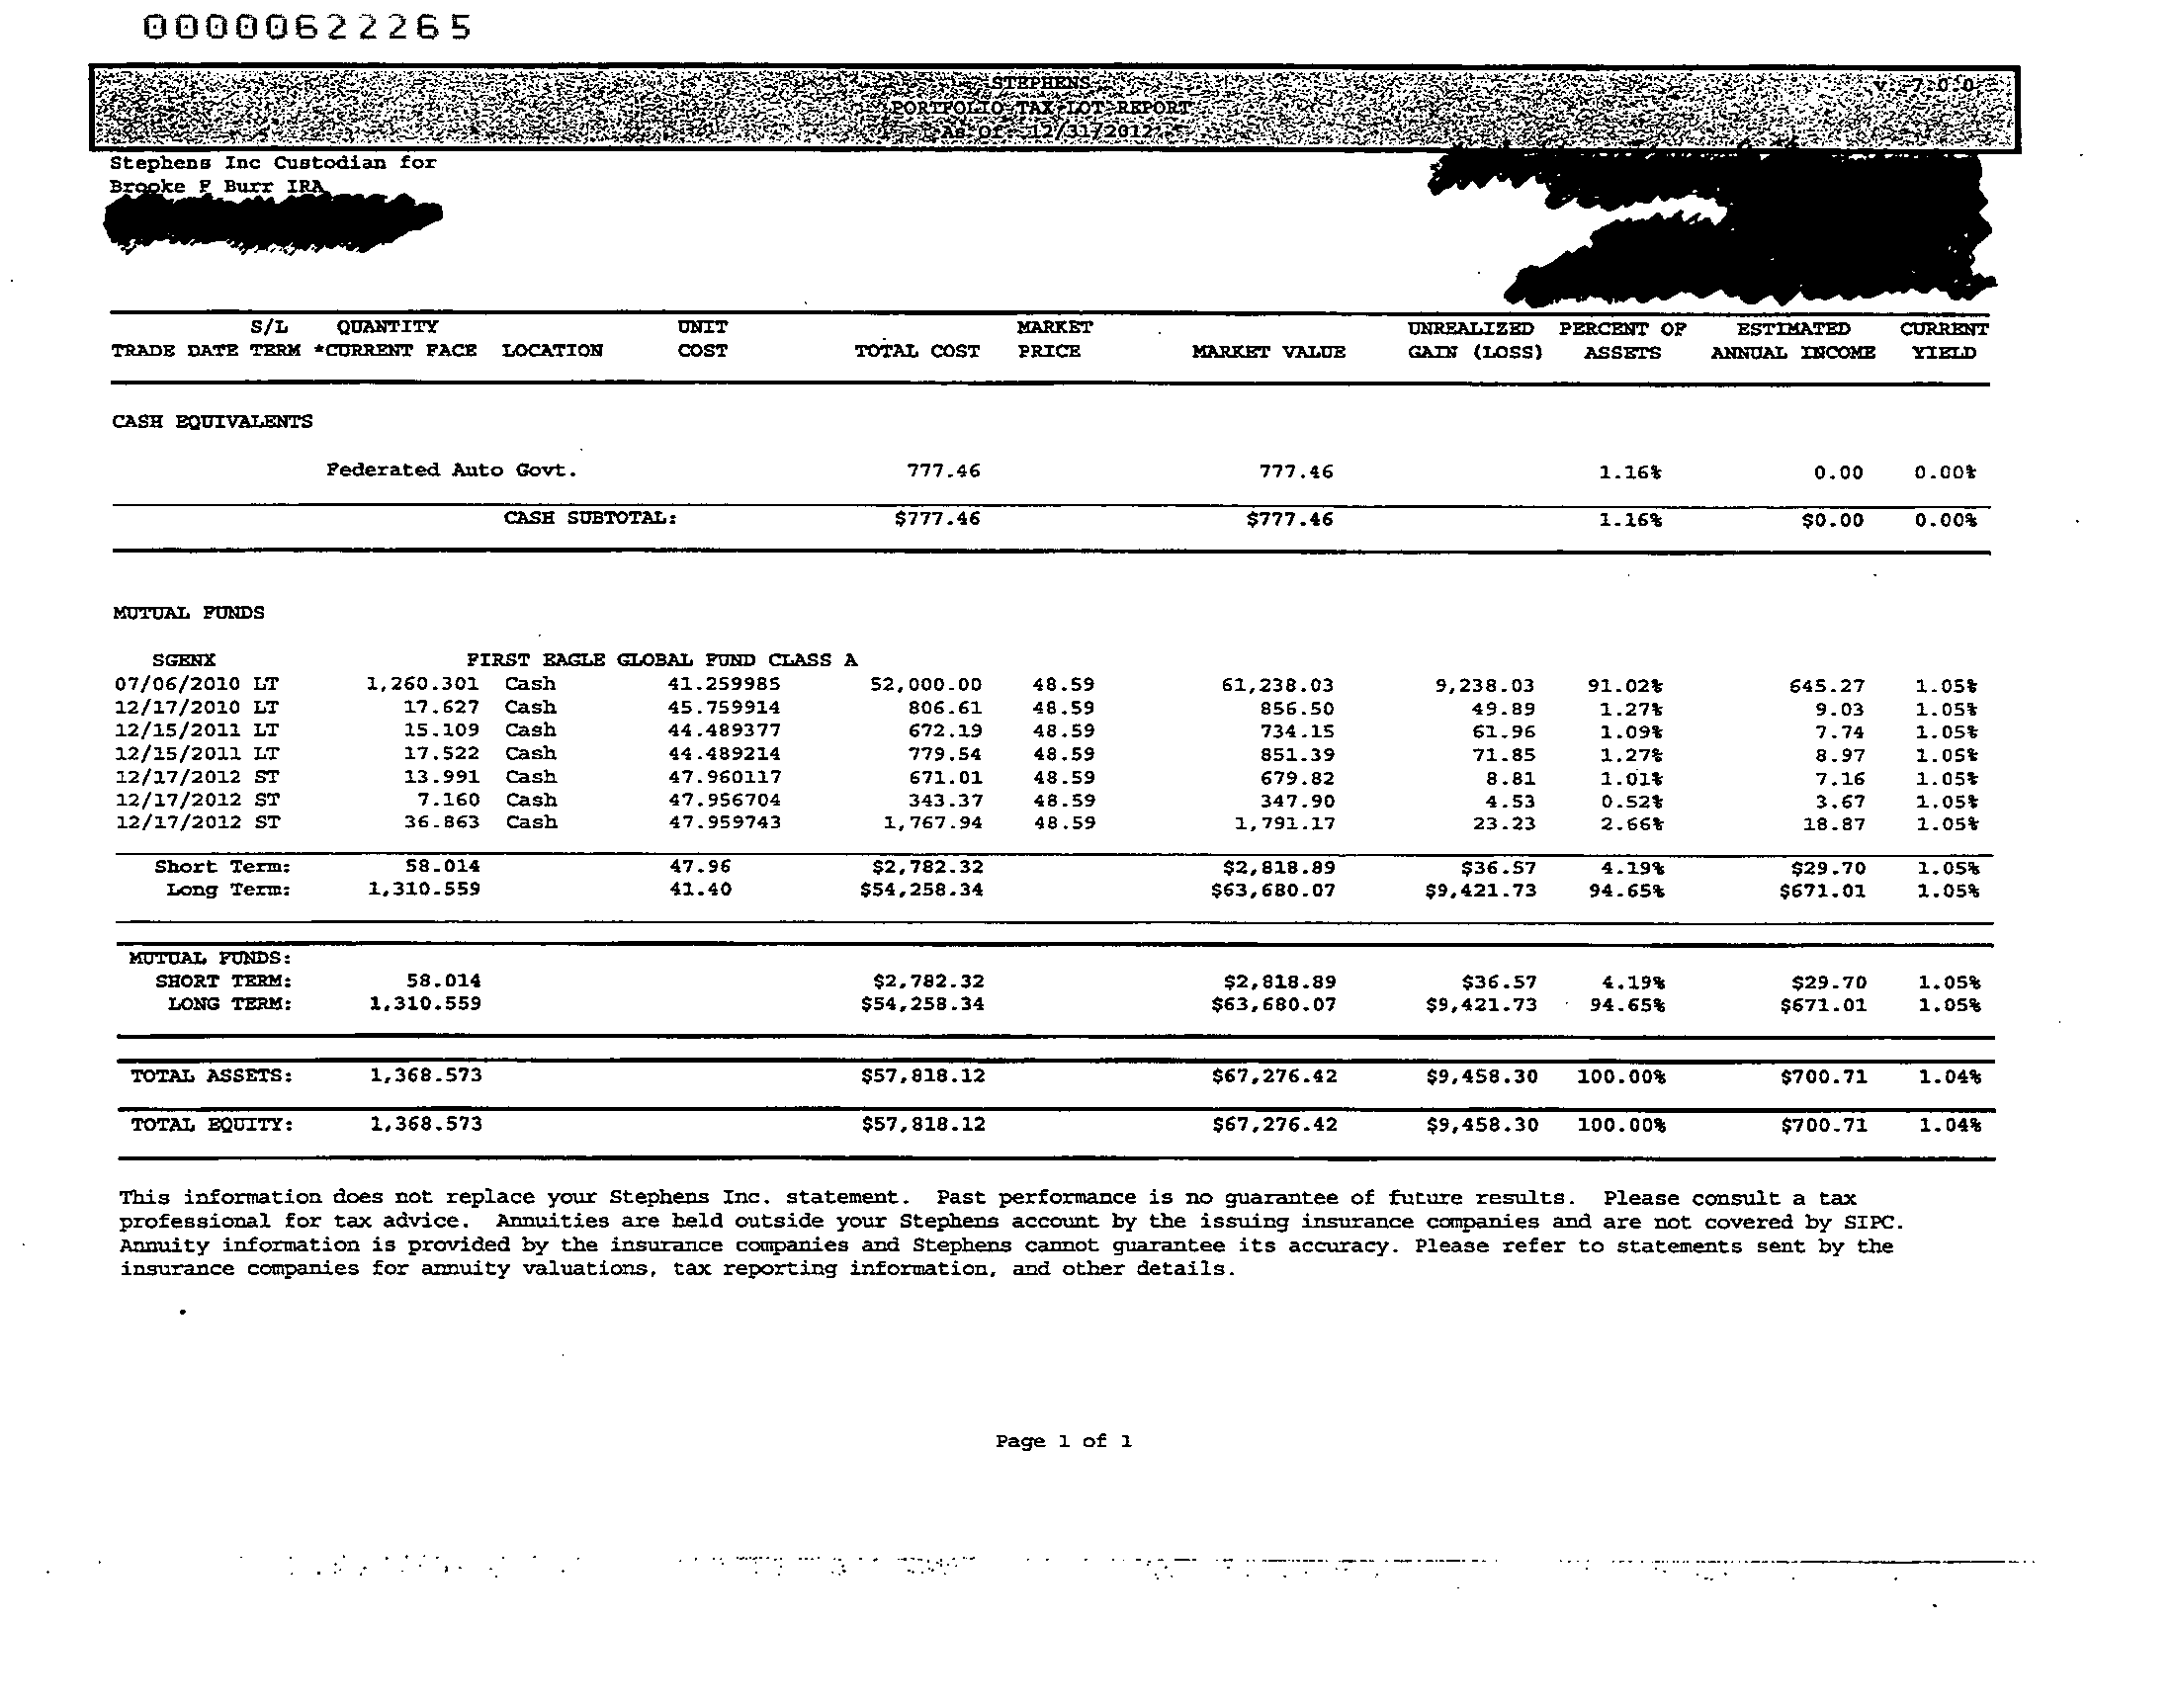 00000622265
STEPHENS
PORTFOLIO TAX LOT REPORT
As Of: 12/31/2012
v. 7.0.0
Stephens Inc Custodian for
Brooke F Burr IRA
S/L QUANTITY UNIT MARKET UNREALIZED PERCENT OF ESTIMATED CURRENT
TRADE DATE TERM *CURRENT FACE LOCATION COST TOTAL COST PRICE MARKET VALUE GAIN (LOSS) ASSETS ANNUAL INCOME YIELD
CASH EQUIVALENTS
Federated Auto Govt. 777.46 777.46 1.16% 0.00 0.00%
CASH SUBTOTAL: $777.46 $777.46 1.16% $0.00 0.00%
MUTUAL FUNDS
SGENX FIRST EAGLE GLOBAL FUND CLASS A
07/06/2010 LT 1,260.301 Cash 41.259985 52,000.00 48.59 61,238.03 9,238.03 91.02% 645.27 1.05%
12/17/2010 LT 17.627 Cash 45.759914 806.61 48.59 856.50 49.89 1.27% 9.03 1.05%
12/15/2011 LT 15.109 Cash 44.489377 672.19 48.59 734.15 61.96 1.09% 7.74 1.05%
12/15/2011 LT 17.522 Cash 44.489214 779.54 48.59 851.39 71.85 1.27% 8.97 1.05%
12/17/2012 ST 13.991 Cash 47.960117 671.01 48.59 679.82 8.81 1.01% 7.16 1.05%
12/17/2012 ST 7.160 Cash 47.956704 343.37 48.59 347.90 4.53 0.52% 3.67 1.05%
12/17/2012 ST 36.863 Cash 47.959743 1,767.94 48.59 1,791.17 23.23 2.66% 18.87 1.05%
Short Term: 58.014 47.96 $2,782.32 $2,818.89 $36.57 4.19% $29.70 1.05%
Long Term: 1,310.559 41.40 $54,258.34 $63,680.07 $9,421.73 94.65% $671.01 1.05%
MUTUAL FUNDS:
SHORT TERM: 58.014 $2,782.32 $2,818.89 $36.57 4.19% $29.70 1.05%
LONG TERM: 1,310.559 $54,258.34 $63,680.07 $9,421.73 94.65% $671.01 1.05%
TOTAL ASSETS: 1,368.573 $57,818.12 $67,276.42 $9,458.30 100.00% $700.71 1.04%
TOTAL EQUITY: 1,368.573 $57,818.12 $67,276.42 $9,458.30 100.00% $700.71 1.04%
This information does not replace your Stephens Inc. statement. Past performance is no guarantee of future results. Please consult a tax
professional for tax advice. Annuities are held outside your Stephens account by the issuing insurance companies and are not covered by SIPC.
Annuity information is provided by the insurance companies and Stephens cannot guarantee its accuracy. Please refer to statements sent by the
insurance companies for annuity valuations, tax reporting information, and other details.
Page 1 of 1